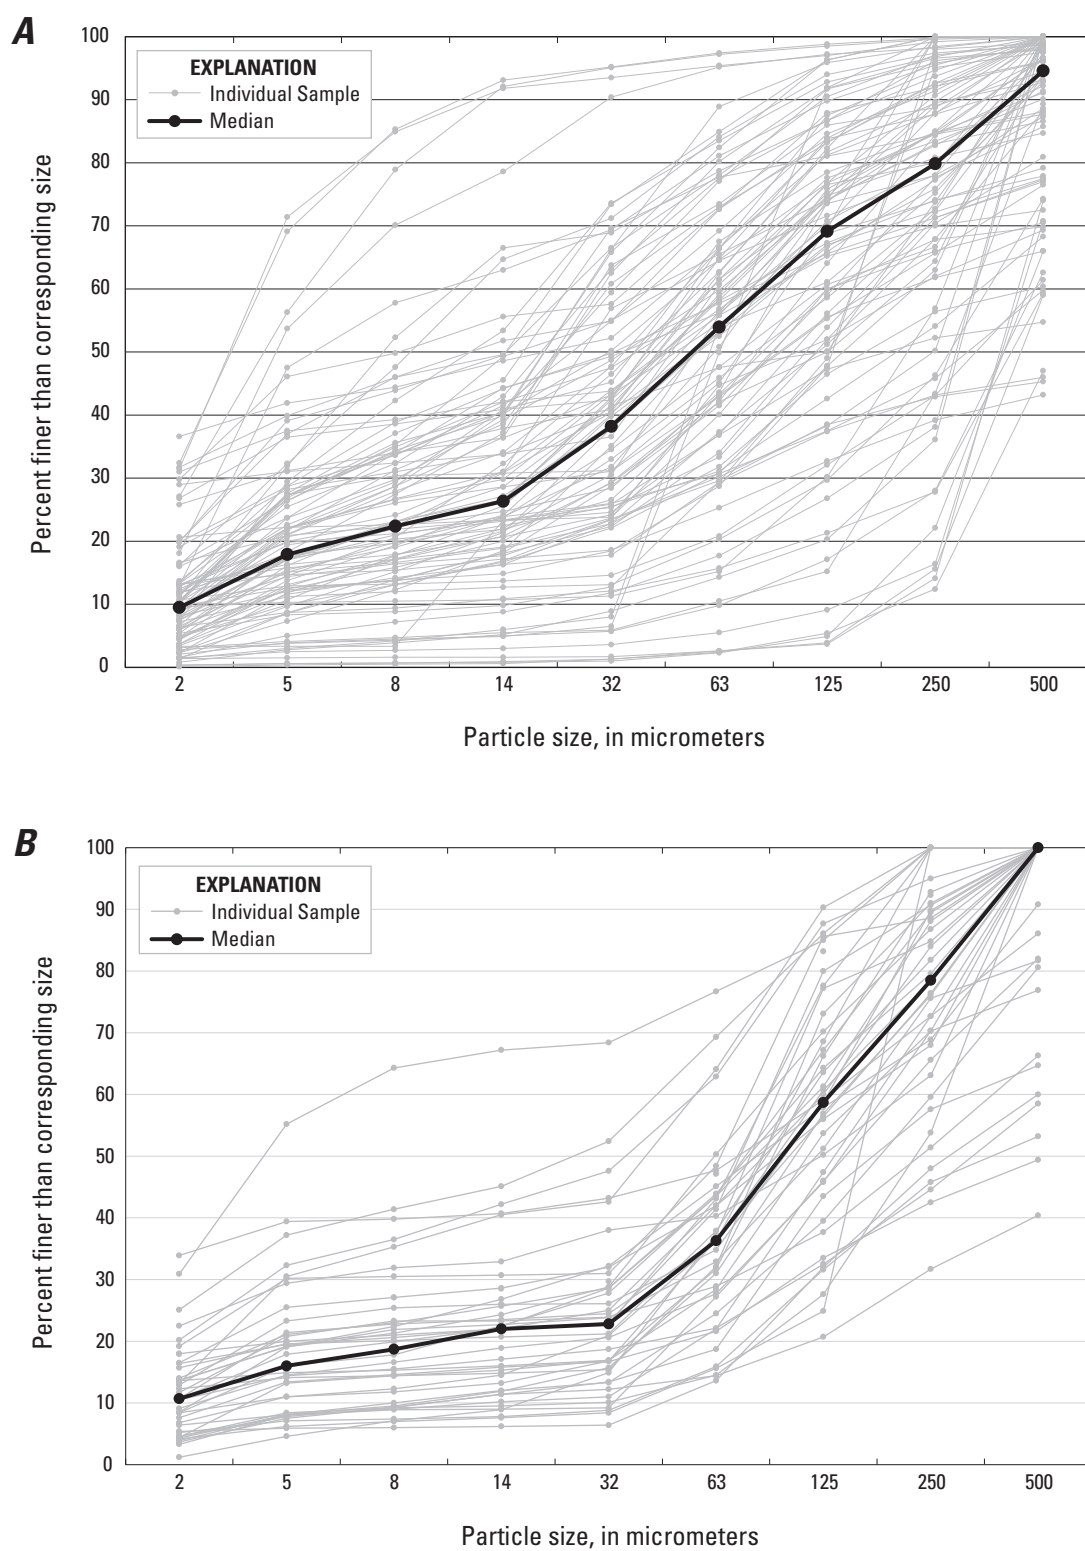 A
EXPLANATION
Individual Sample
Median
Percent finer than corresponding size
100
90
80
70
60
50
40
30
20
10
0
2 5 8 14 32 63 125 250 500
Particle size, in micrometers
B
EXPLANATION
Individual Sample
Median
Percent finer than corresponding size
100
90
80
70
60
50
40
30
20
10
0
2 5 8 14 32 63 125 250 500
Particle size, in micrometers